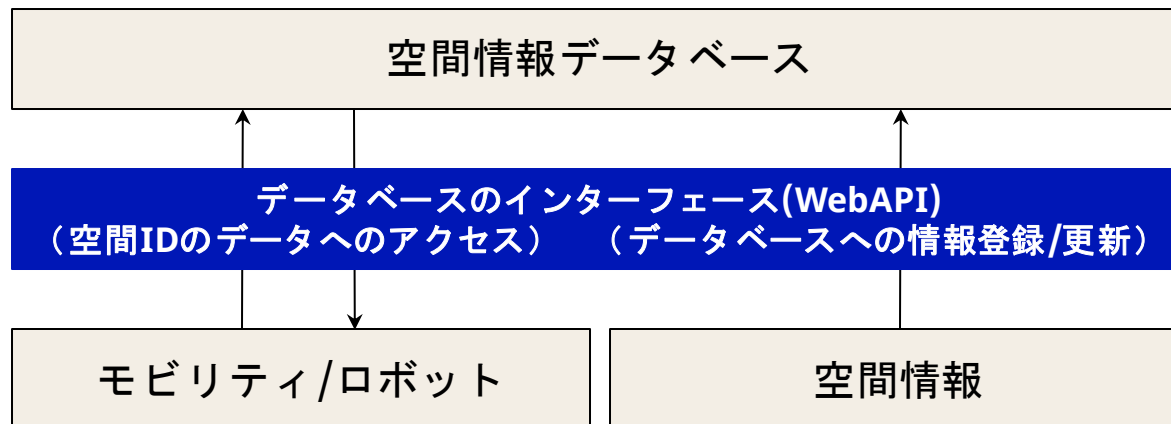 空間情報データベース
データベースのインターフェース(WebAPI)
（空間IDのデータへのアクセス）　（データベースへの情報登録/更新）
モビリティ/ロボット
空間情報